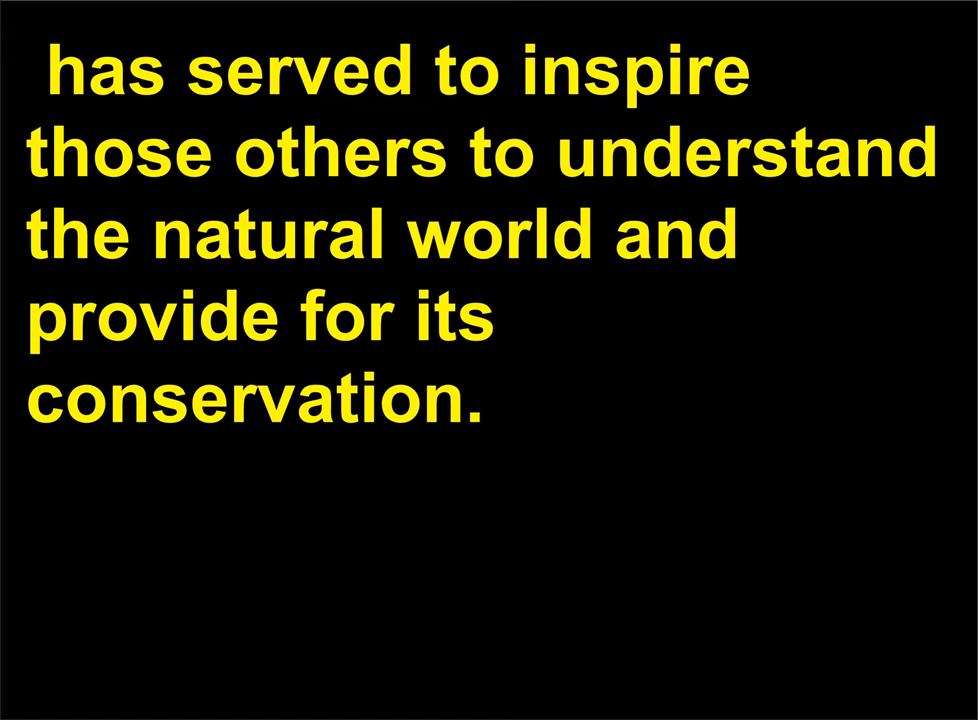 has served to inspire
those others to understand
the natural world and
provide for its
conservation.